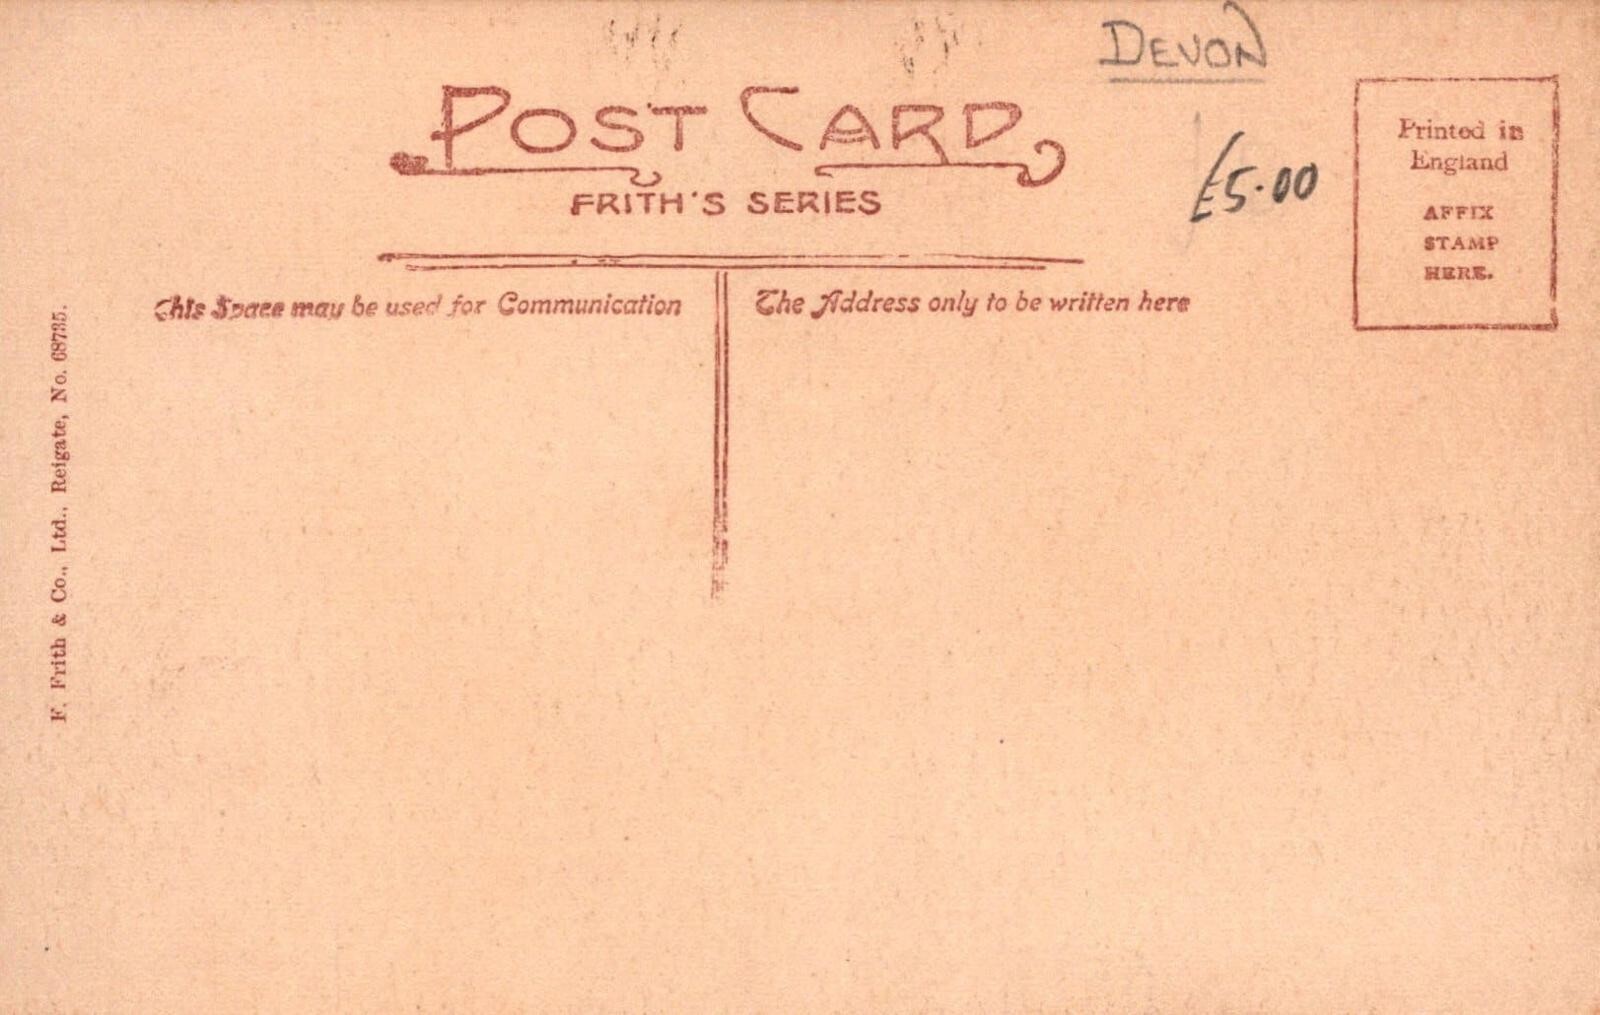 DEVON
POST CARD
FRITH'S SERIES
£5.00
Printed in
England
AFFIX
STAMP
HERE.
This Space may be used for Communication
The Address only to be written here
F. Frith & Co., Ltd., Reigate, No. 68735.